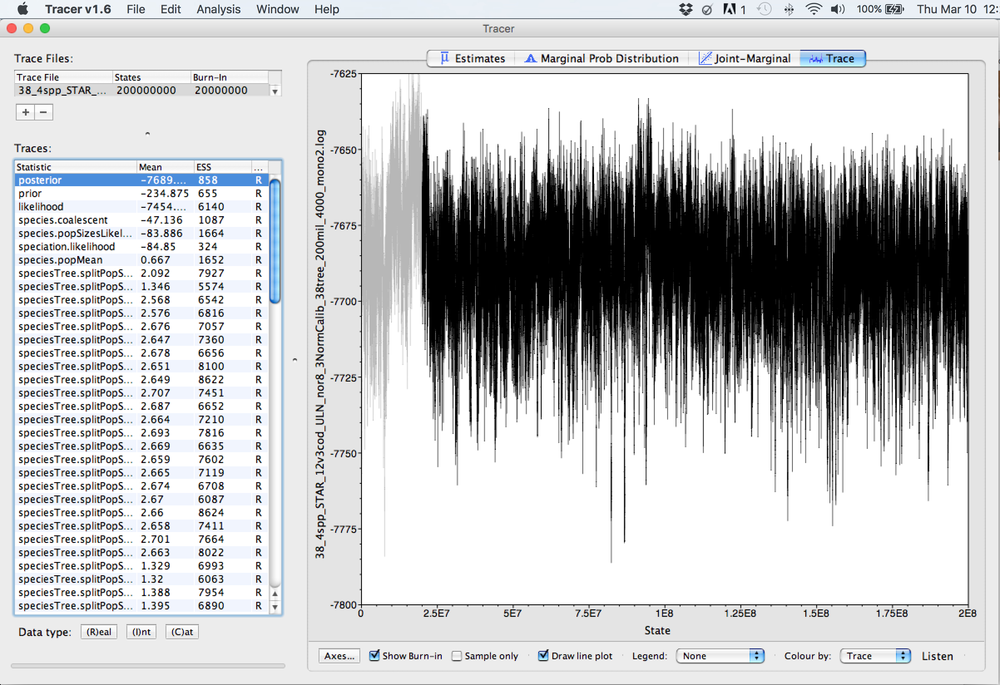 Tracer v1.6 File Edit Analysis Window Help 1 100% Thu Mar 10 12:
Tracer
Trace Files:
Trace File States Burn-In
38_4spp_STAR_... 200000000 20000000
+ −
Traces:
Statistic Mean ESS ...
posterior -7689.... 858 R
prior -234.875 655 R
likelihood -7454.... 6140 R
species.coalescent -47.136 1087 R
species.popSizesLikel... -83.886 1664 R
speciation.likelihood -84.85 324 R
species.popMean 0.667 1652 R
speciesTree.splitPopS... 2.092 7927 R
speciesTree.splitPopS... 1.346 5574 R
speciesTree.splitPopS... 2.568 6542 R
speciesTree.splitPopS... 2.576 6816 R
speciesTree.splitPopS... 2.676 7057 R
speciesTree.splitPopS... 2.647 7360 R
speciesTree.splitPopS... 2.678 6656 R
speciesTree.splitPopS... 2.651 8100 R
speciesTree.splitPopS... 2.649 8622 R
speciesTree.splitPopS... 2.707 7451 R
speciesTree.splitPopS... 2.687 6652 R
speciesTree.splitPopS... 2.664 7210 R
speciesTree.splitPopS... 2.693 7816 R
speciesTree.splitPopS... 2.669 6635 R
speciesTree.splitPopS... 2.659 7602 R
speciesTree.splitPopS... 2.665 7119 R
speciesTree.splitPopS... 2.674 6708 R
speciesTree.splitPopS... 2.67 6087 R
speciesTree.splitPopS... 2.66 8624 R
speciesTree.splitPopS... 2.658 7411 R
speciesTree.splitPopS... 2.701 7664 R
speciesTree.splitPopS... 2.663 8022 R
speciesTree.splitPopS... 1.329 6993 R
speciesTree.splitPopS... 1.32 6063 R
speciesTree.splitPopS... 1.388 7954 R
speciesTree.splitPopS... 1.395 6890 R
Data type: (R)eal (I)nt (C)at
μ Estimates Marginal Prob Distribution Joint-Marginal Trace
38_4spp_STAR_12v3cod_ULN_nor8_3NormCalib_38tree_200mil_4000_mono2.log
-7625
-7650
-7675
-7700
-7725
-7750
-7775
-7800
0 2.5E7 5E7 7.5E7 1E8 1.25E8 1.5E8 1.75E8 2E8
State
Axes... Show Burn-in Sample only Draw line plot Legend: None Colour by: Trace Listen